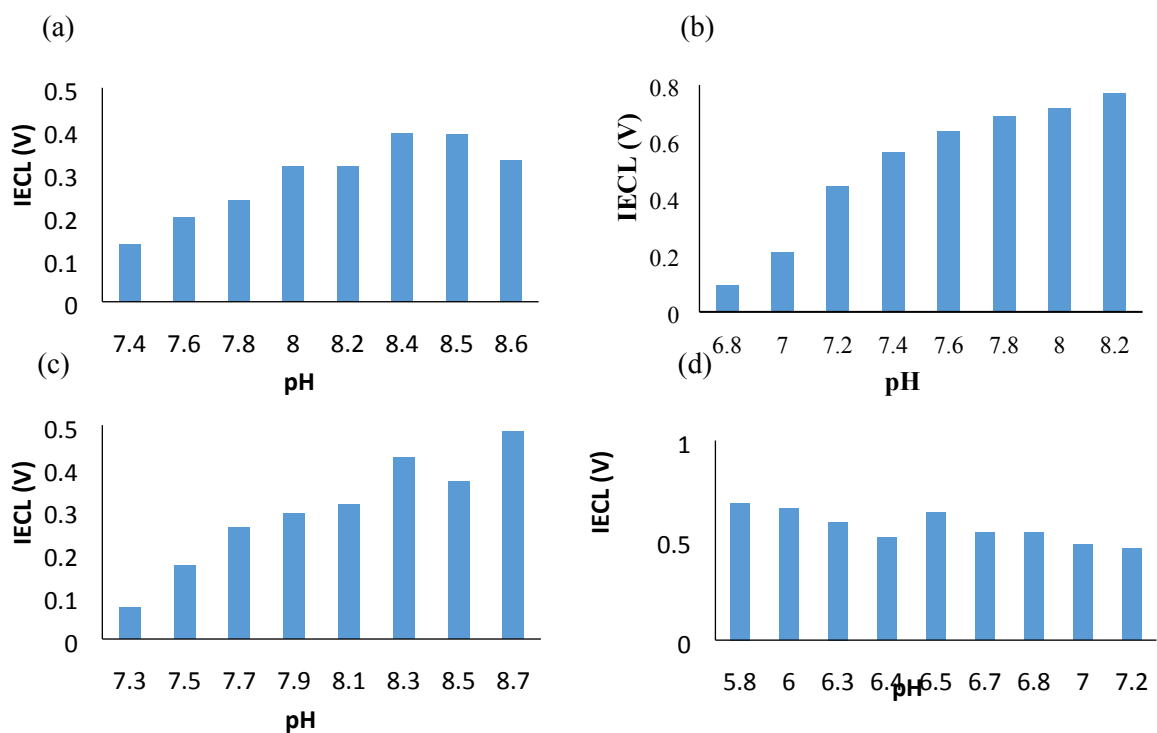 (a)
IECL (V)
0.5
0.4
0.3
0.2
0.1
0
7.4 7.6 7.8 8 8.2 8.4 8.5 8.6
pH
(b)
IECL (V)
0.8
0.6
0.4
0.2
0
6.8 7 7.2 7.4 7.6 7.8 8 8.2
pH
(c)
IECL (V)
0.5
0.4
0.3
0.2
0.1
0
7.3 7.5 7.7 7.9 8.1 8.3 8.5 8.7
pH
(d)
IECL (V)
1
0.5
0
5.8 6 6.3 6.4 6.5 6.7 6.8 7 7.2
pH